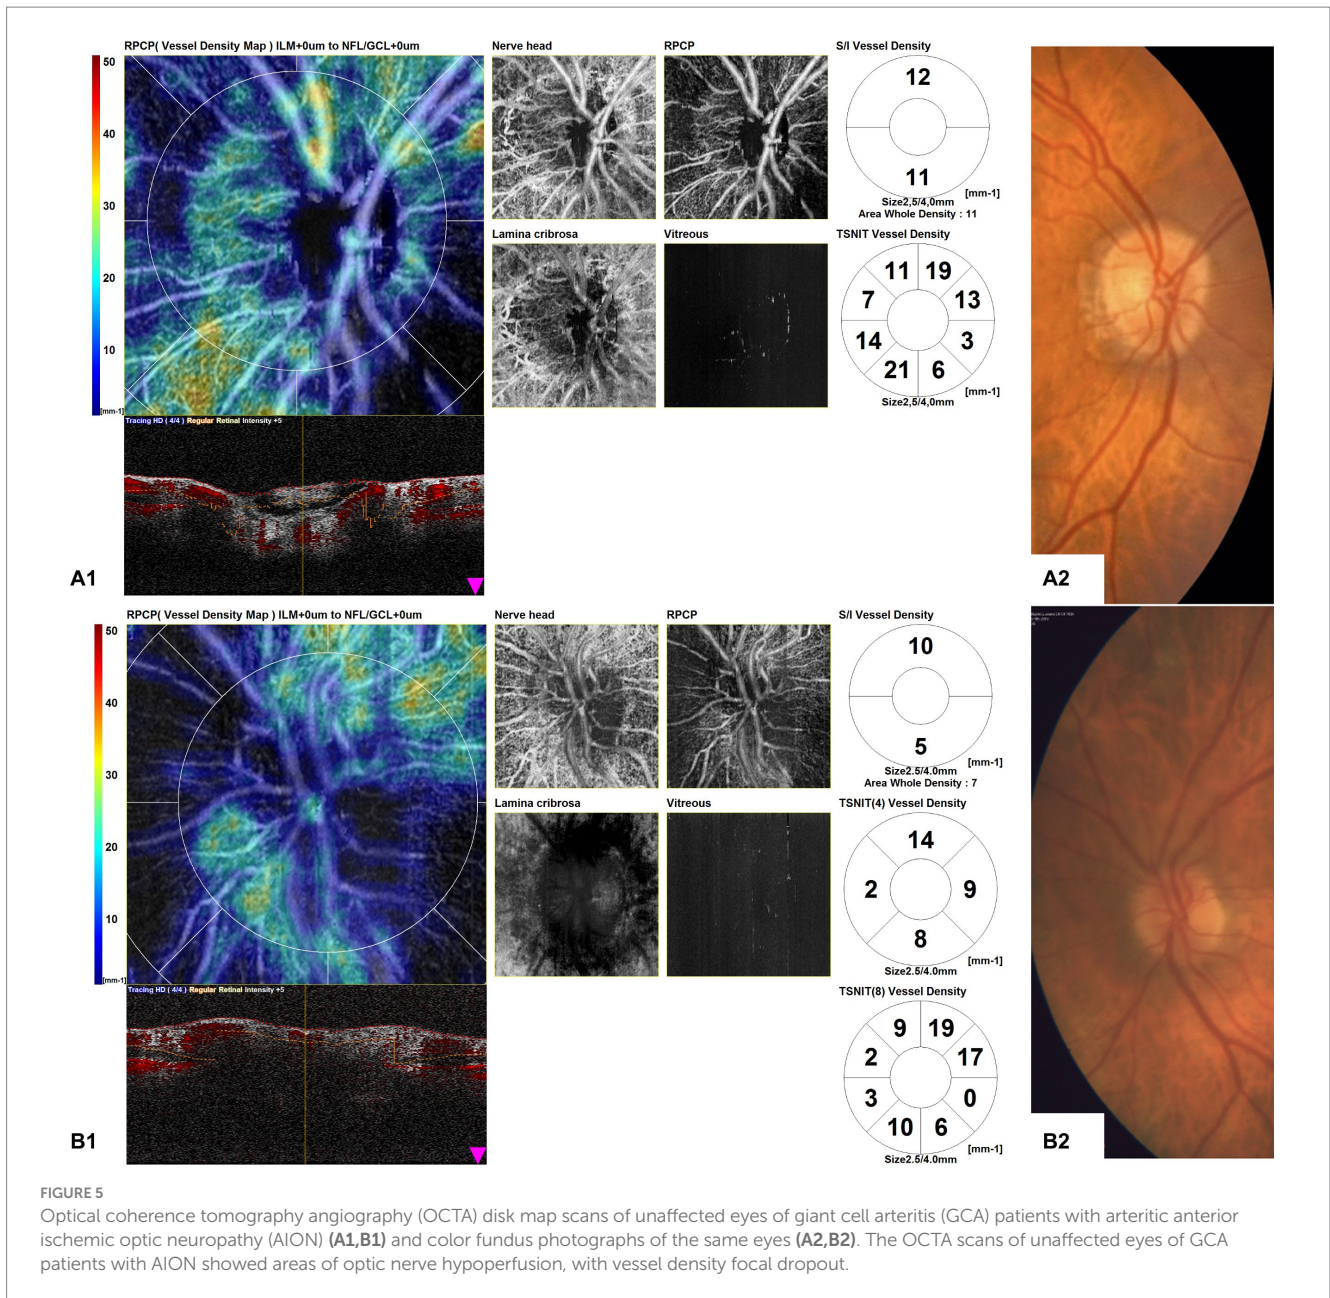 RPCP( Vessel Density Map ) ILM+0um to NFL/GCL+0um
50
40
30
20
10
[mm-1]
Nerve head
RPCP
S/I Vessel Density
12
11
[mm-1]
Size2,5/4,0mm
Area Whole Density : 11
Lamina cribrosa
Vitreous
TSNIT Vessel Density
11 19
7 13
14 3
21 6
[mm-1]
Size2,5/4,0mm
Tracing HD ( 4/4 ) Regular Retinal Intensity +5
A1
A2
RPCP( Vessel Density Map ) ILM+0um to NFL/GCL+0um
50
40
30
20
10
[mm-1]
Nerve head
RPCP
S/I Vessel Density
10
5
[mm-1]
Size2.5/4.0mm
Area Whole Density : 7
Lamina cribrosa
Vitreous
TSNIT(4) Vessel Density
14
2 9
8
[mm-1]
Size2.5/4.0mm
Tracing HD ( 4/4 ) Regular Retinal Intensity +5
TSNIT(8) Vessel Density
9 19
2 17
3 0
10 6
[mm-1]
Size2.5/4.0mm
B1
B2
FIGURE 5
Optical coherence tomography angiography (OCTA) disk map scans of unaffected eyes of giant cell arteritis (GCA) patients with arteritic anterior
ischemic optic neuropathy (AION) (A1,B1) and color fundus photographs of the same eyes (A2,B2). The OCTA scans of unaffected eyes of GCA
patients with AION showed areas of optic nerve hypoperfusion, with vessel density focal dropout.